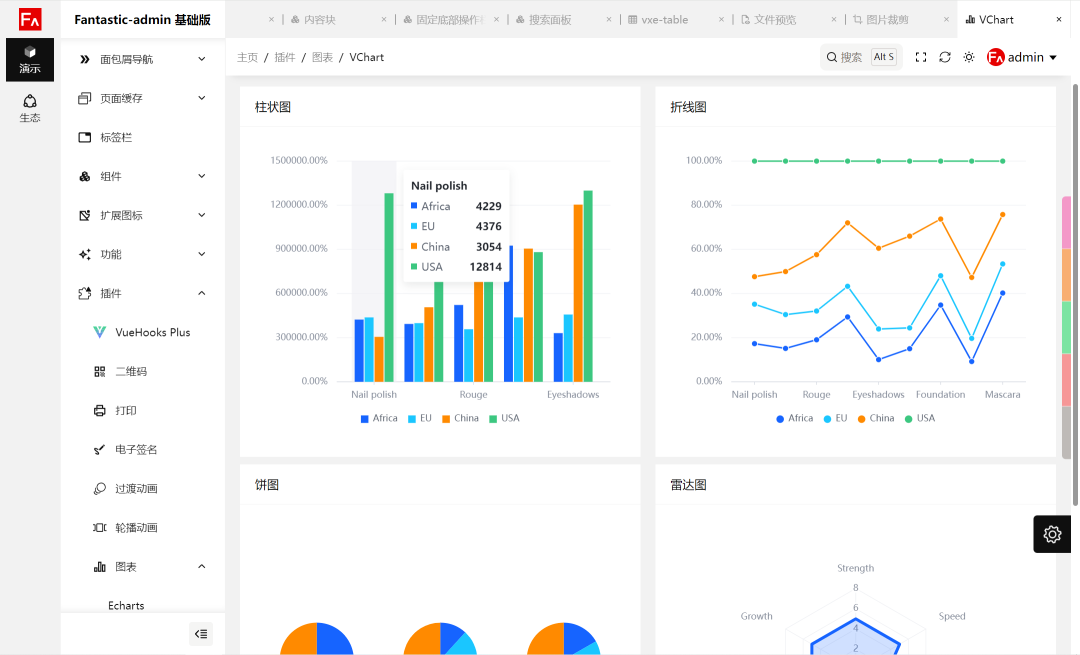 Fantastic-admin 基础版
演示
生态
面包屑导航
页面缓存
标签栏
组件
扩展图标
功能
插件
VueHooks Plus
二维码
打印
电子签名
过渡动画
轮播动画
图表
Echarts
内容块
固定底部操作
搜索面板
vxe-table
文件预览
图片裁剪
VChart
主页 / 插件 / 图表 / VChart
搜索 Alt S
admin
柱状图
1500000.00%
1200000.00%
900000.00%
600000.00%
300000.00%
0.00%
Nail polish
Africa 4229
EU 4376
China 3054
USA 12814
Nail polish Rouge Eyeshadows
Africa EU China USA
折线图
100.00%
80.00%
60.00%
40.00%
20.00%
0.00%
Nail polish Rouge Eyeshadows Foundation Mascara
Africa EU China USA
饼图
雷达图
Strength
8
6
4
2
Growth
Speed